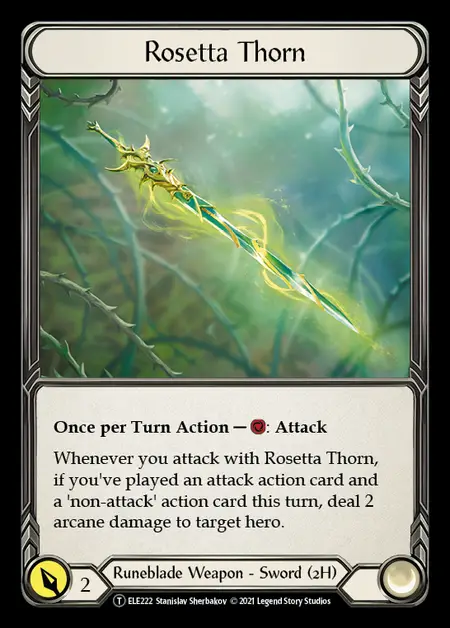 Rosetta Thorn
Once per Turn Action — : Attack
Whenever you attack with Rosetta Thorn,
if you've played an attack action card and
a 'non-attack' action card this turn, deal 2
arcane damage to target hero.
2
Runeblade Weapon - Sword (2H)
T ELE222 Stanislav Sherbakov © 2021 Legend Story Studios